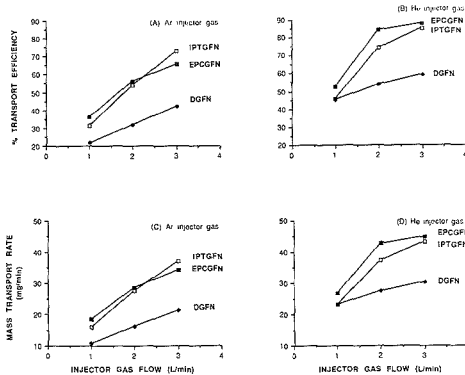 (A) Ar injector gas
% TRANSPORT EFFICIENCY
90
80
70
60
50
40
30
20
0 1 2 3 4
IPTGFN
EPCGFN
DGFN
(B) He injector gas
90
80
70
60
50
40
30
20
0 1 2 3 4
EPCGFN
IPTGFN
DGFN
(C) Ar injector gas
MASS TRANSPORT RATE
(mg/min)
50
40
30
20
10
0 1 2 3 4
IPTGFN
EPCGFN
DGFN
INJECTOR GAS FLOW (L/min)
(D) He injector gas
50
40
30
20
10
0 1 2 3 4
EPCGFN
IPTGFN
DGFN
INJECTOR GAS FLOW (L/min)